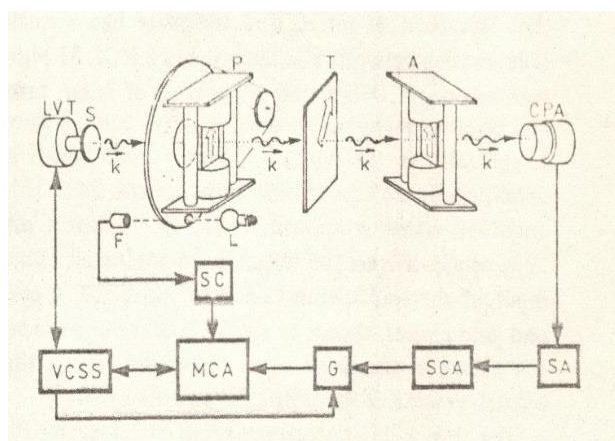 P T A
LVT S CPA
k k k k
F L
SC
VCSS MCA G SCA SA